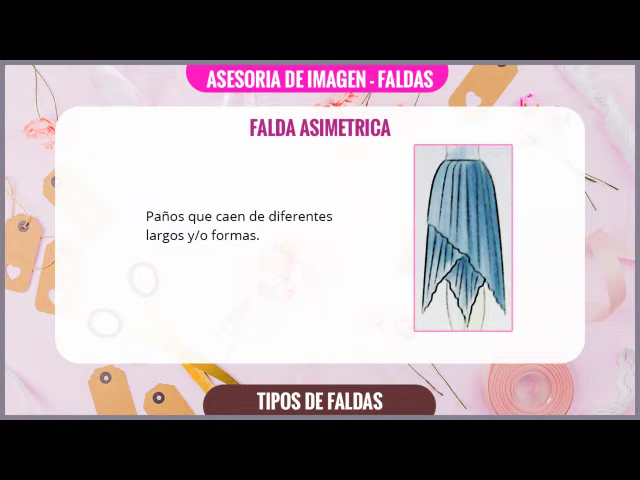 ASESORIA DE IMAGEN - FALDAS
FALDA ASIMETRICA
Paños que caen de diferentes
largos y/o formas.
TIPOS DE FALDAS